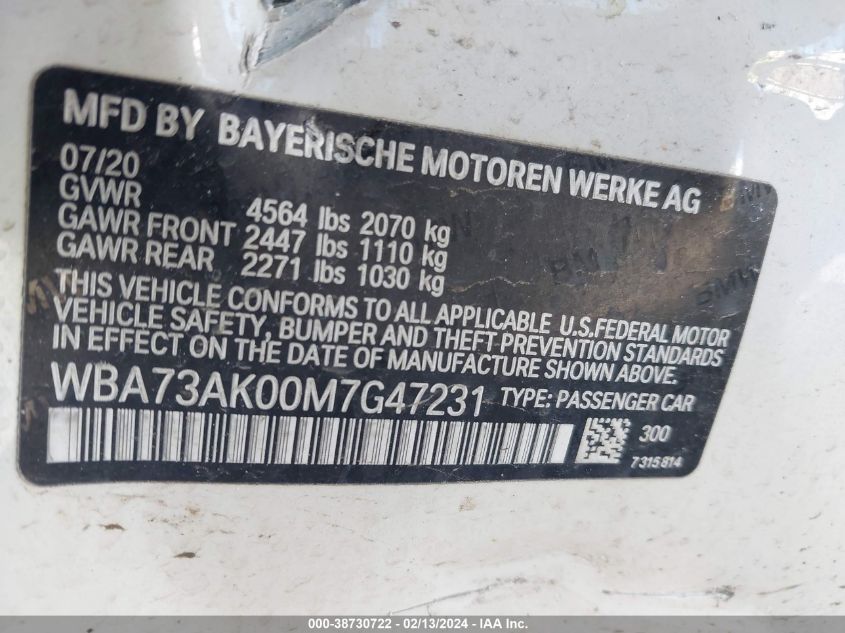 MFD BY BAYERISCHE MOTOREN WERKE AG
07/20
GVWR 4564 lbs 2070 kg
GAWR FRONT 2447 lbs 1110 kg
GAWR REAR 2271 lbs 1030 kg
THIS VEHICLE CONFORMS TO ALL APPLICABLE U.S.FEDERAL MOTOR
VEHICLE SAFETY, BUMPER AND THEFT PREVENTION STANDARDS
IN EFFECT ON THE DATE OF MANUFACTURE SHOWN ABOVE
WBA73AK00M7G47231 TYPE: PASSENGER CAR
300
7315814
000-38730722 - 02/13/2024 - IAA Inc.